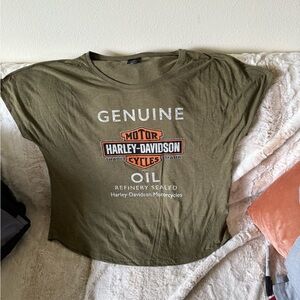 GENUINE
MOTOR
HARLEY-DAVIDSON
CYCLES
OIL
REFINERY SEALED
Harley-Davidson Motorcycles